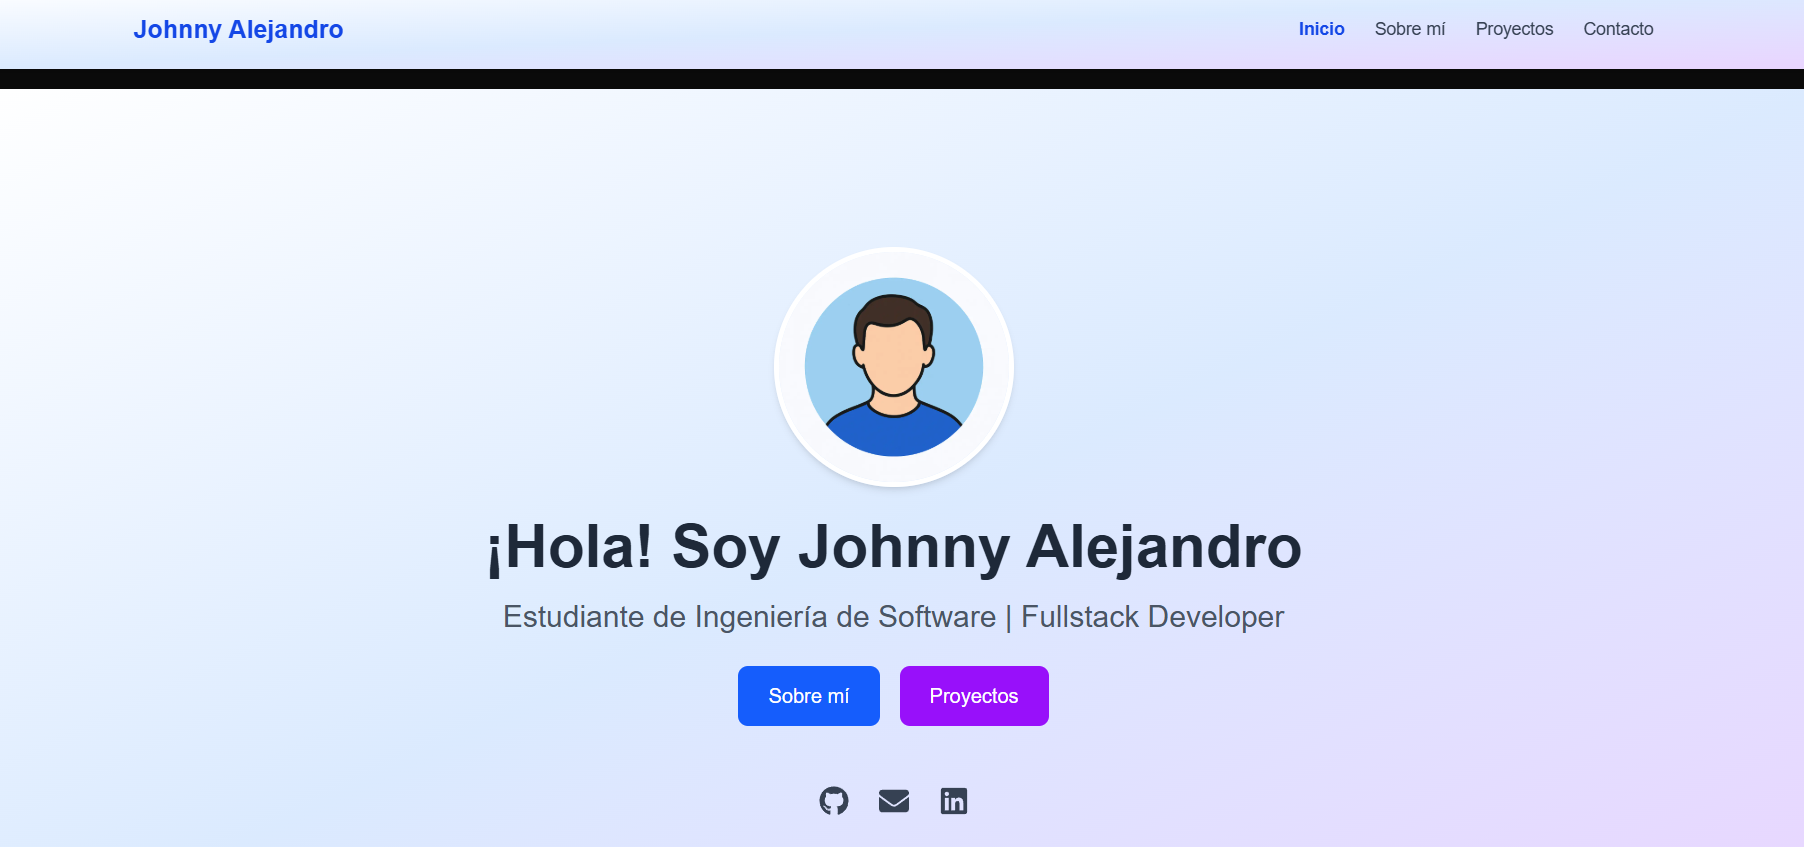 Johnny Alejandro
Inicio Sobre mí Proyectos Contacto
¡Hola! Soy Johnny Alejandro
Estudiante de Ingeniería de Software | Fullstack Developer
Sobre mí Proyectos
in